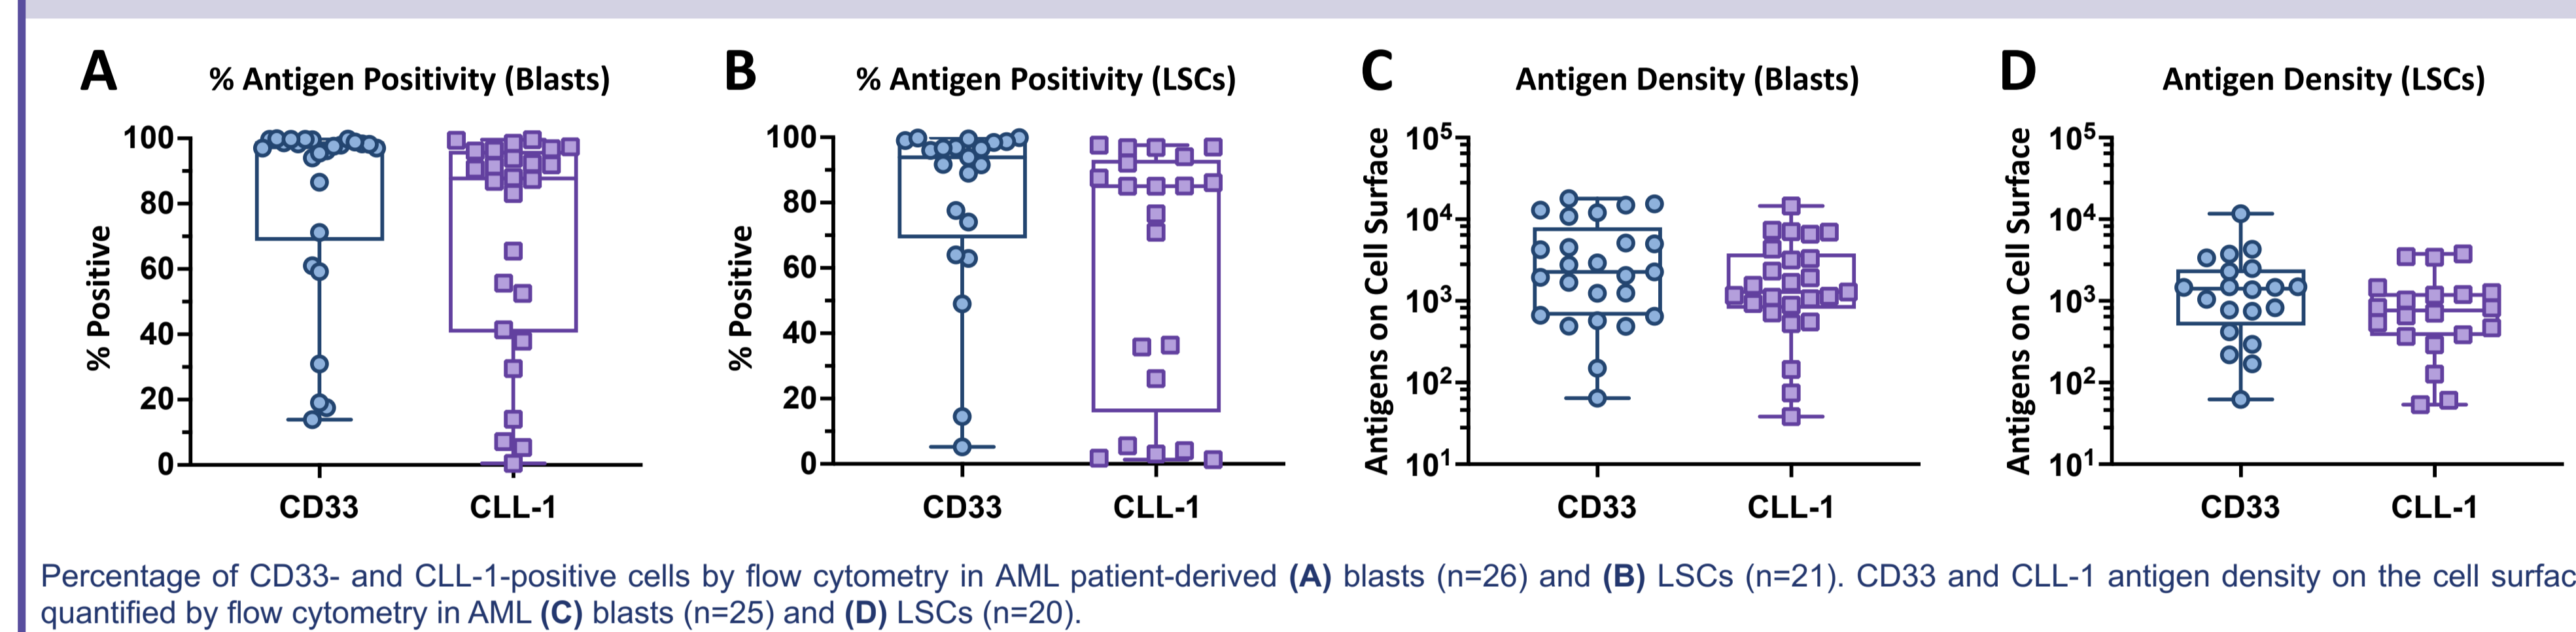 A % Antigen Positivity (Blasts)
% Positive
100
80
60
40
20
0
CD33 CLL-1
B % Antigen Positivity (LSCs)
% Positive
100
80
60
40
20
0
CD33 CLL-1
C Antigen Density (Blasts)
Antigens on Cell Surface
10⁵
10⁴
10³
10²
10¹
CD33 CLL-1
D Antigen Density (LSCs)
Antigens on Cell Surface
10⁵
10⁴
10³
10²
10¹
CD33 CLL-1
Percentage of CD33- and CLL-1-positive cells by flow cytometry in AML patient-derived (A) blasts (n=26) and (B) LSCs (n=21). CD33 and CLL-1 antigen density on the cell surfac
quantified by flow cytometry in AML (C) blasts (n=25) and (D) LSCs (n=20).